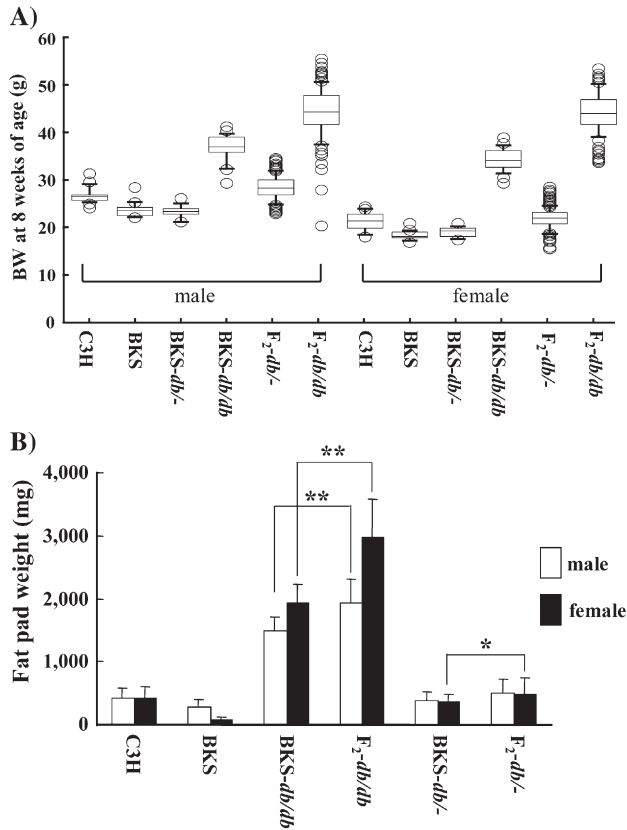 A)
BW at 8 weeks of age (g)
60
50
40
30
20
10
0
male
female
C3H
BKS
BKS-db/-
BKS-db/db
F2-db/-
F2-db/db
C3H
BKS
BKS-db/-
BKS-db/db
F2-db/-
F2-db/db
B)
Fat pad weight (mg)
4,000
3,000
2,000
1,000
0
**
**
*
male
female
C3H
BKS
BKS-db/db
F2-db/db
BKS-db/-
F2-db/-